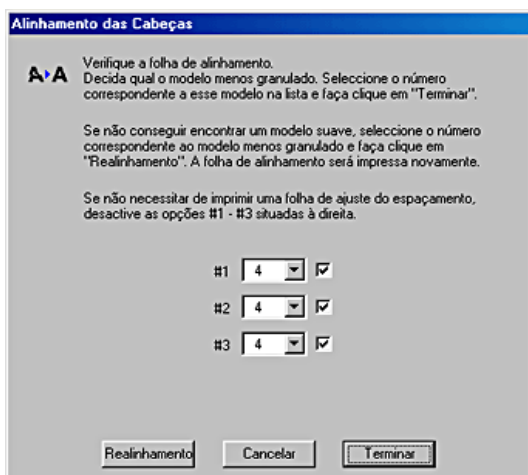 Alinhamento das Cabeças
A▸A
Verifique a folha de alinhamento.
Decida qual o modelo menos granulado. Seleccione o número
correspondente a esse modelo na lista e faça clique em "Terminar".
Se não conseguir encontrar um modelo suave, seleccione o número
correspondente ao modelo menos granulado e faça clique em
"Realinhamento". A folha de alinhamento será impressa novamente.
Se não necessitar de imprimir uma folha de ajuste do espaçamento,
desactive as opções #1 - #3 situadas à direita.
#1 4
#2 4
#3 4
Realinhamento Cancelar Terminar